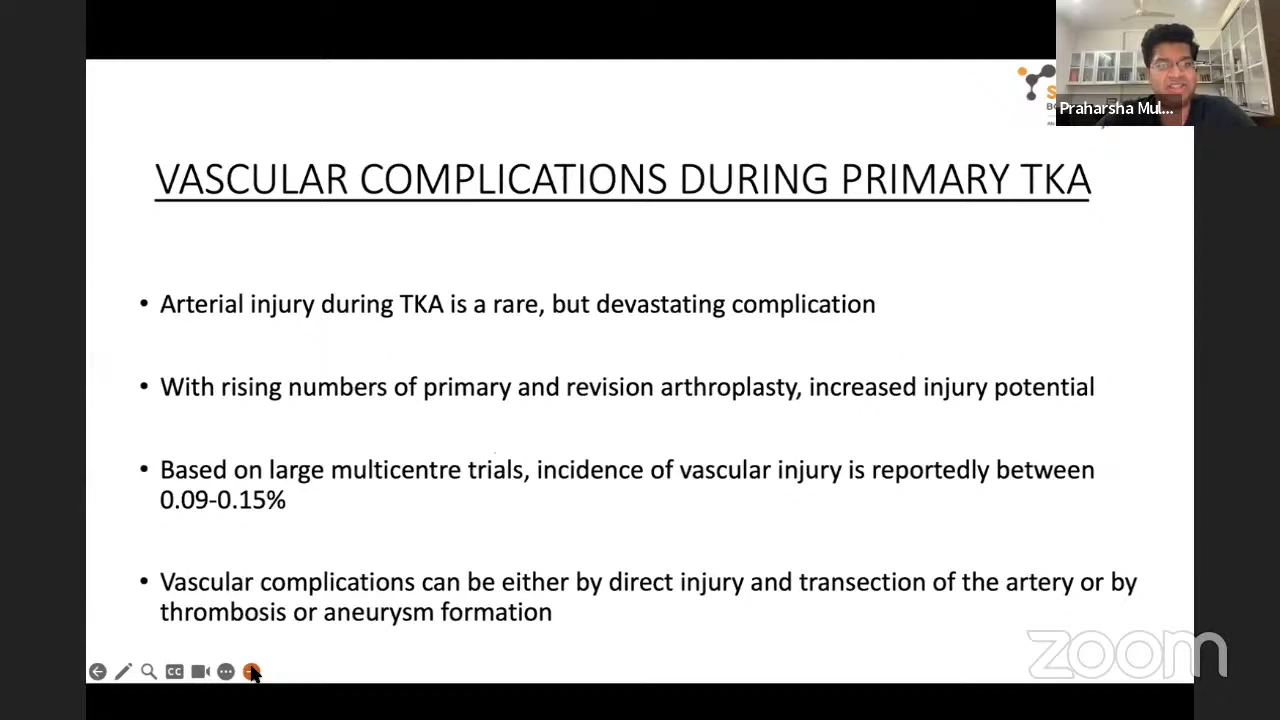 Praharsha Mul...
VASCULAR COMPLICATIONS DURING PRIMARY TKA
• Arterial injury during TKA is a rare, but devastating complication
• With rising numbers of primary and revision arthroplasty, increased injury potential
• Based on large multicentre trials, incidence of vascular injury is reportedly between
0.09-0.15%
• Vascular complications can be either by direct injury and transection of the artery or by
thrombosis or aneurysm formation
CC
zoom